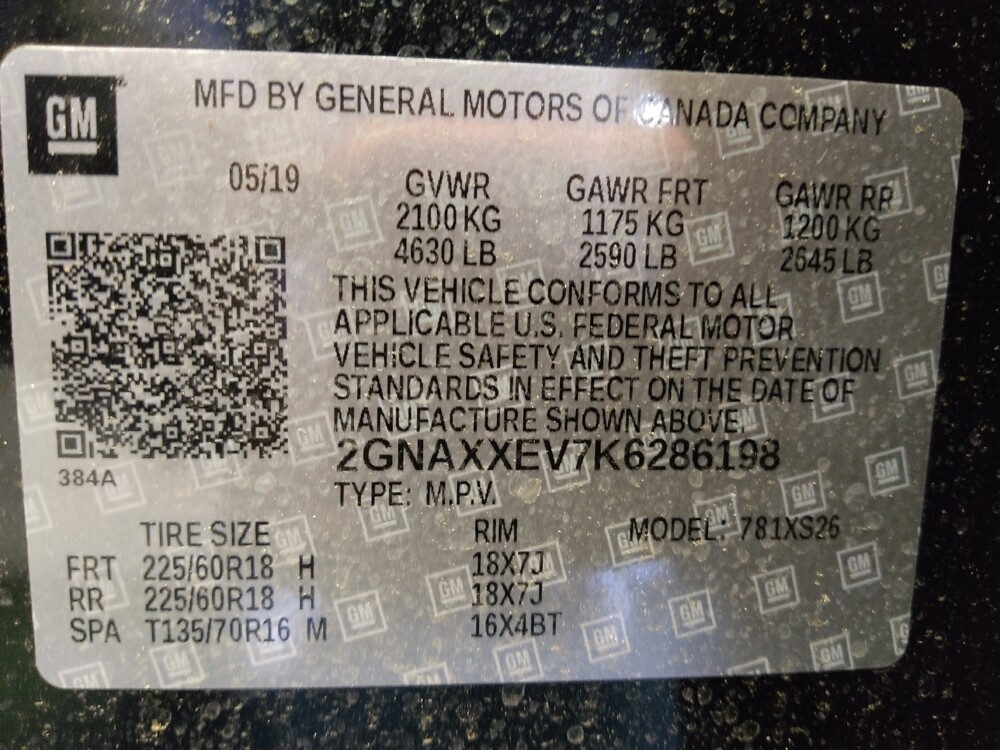 GM
MFD BY GENERAL MOTORS OF CANADA COMPANY
05/19
GVWR GAWR FRT GAWR RR
2100 KG 1175 KG 1200 KG
4630 LB 2590 LB 2645 LB
THIS VEHICLE CONFORMS TO ALL
APPLICABLE U.S. FEDERAL MOTOR
VEHICLE SAFETY AND THEFT PREVENTION
STANDARDS IN EFFECT ON THE DATE OF
MANUFACTURE SHOWN ABOVE.
2GNAXXEV7K6286198
384A
TYPE: M.P.V.
TIRE SIZE RIM MODEL: 781XS26
FRT 225/60R18 H 18X7J
RR 225/60R18 H 18X7J
SPA T135/70R16 M 16X4BT